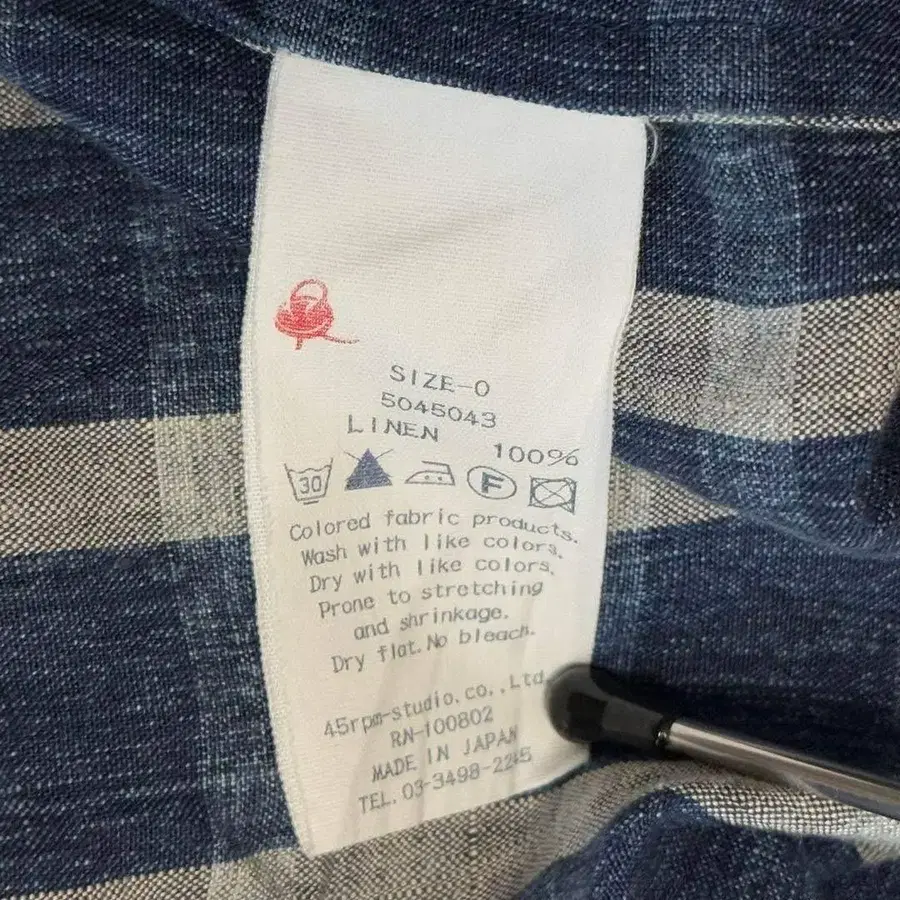 SIZE-0
5045043
LINEN 100%
30 F
Colored fabric products.
Wash with like colors.
Dry with like colors.
Prone to stretching
and shrinkage.
Dry flat. No bleach.
45rpm-studio.co.,Ltd.
RN-100802
MADE IN JAPAN
TEL. 03-3498-2245